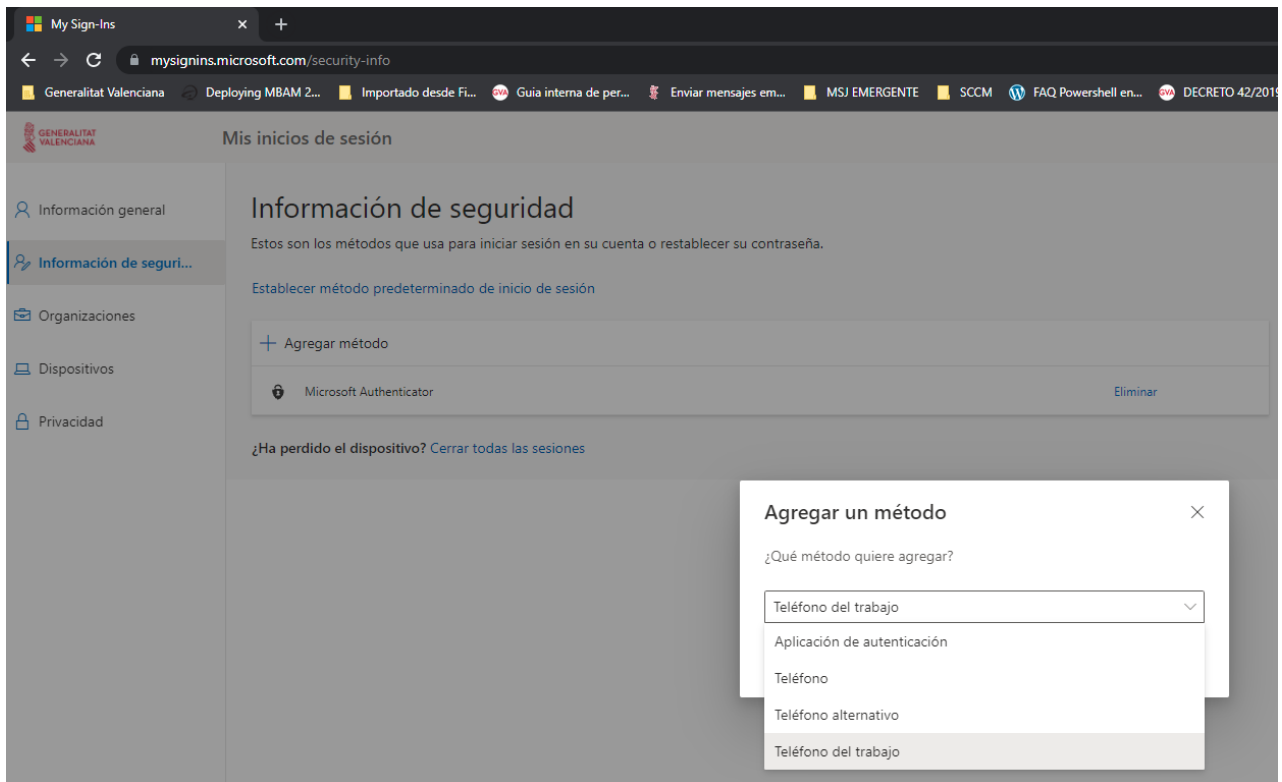 My Sign-Ins
mysignins.microsoft.com/security-info
Generalitat Valenciana Deploying MBAM 2... Importado desde Fi... Guia interna de per... Enviar mensajes em... MSJ EMERGENTE SCCM FAQ Powershell en... DECRETO 42/2019
GENERALITAT
VALENCIANA
Mis inicios de sesión
Información general
Información de seguri...
Organizaciones
Dispositivos
Privacidad
Información de seguridad
Estos son los métodos que usa para iniciar sesión en su cuenta o restablecer su contraseña.
Establecer método predeterminado de inicio de sesión
Agregar método
Microsoft Authenticator Eliminar
¿Ha perdido el dispositivo? Cerrar todas las sesiones
Agregar un método
¿Qué método quiere agregar?
Teléfono del trabajo
Aplicación de autenticación
Teléfono
Teléfono alternativo
Teléfono del trabajo